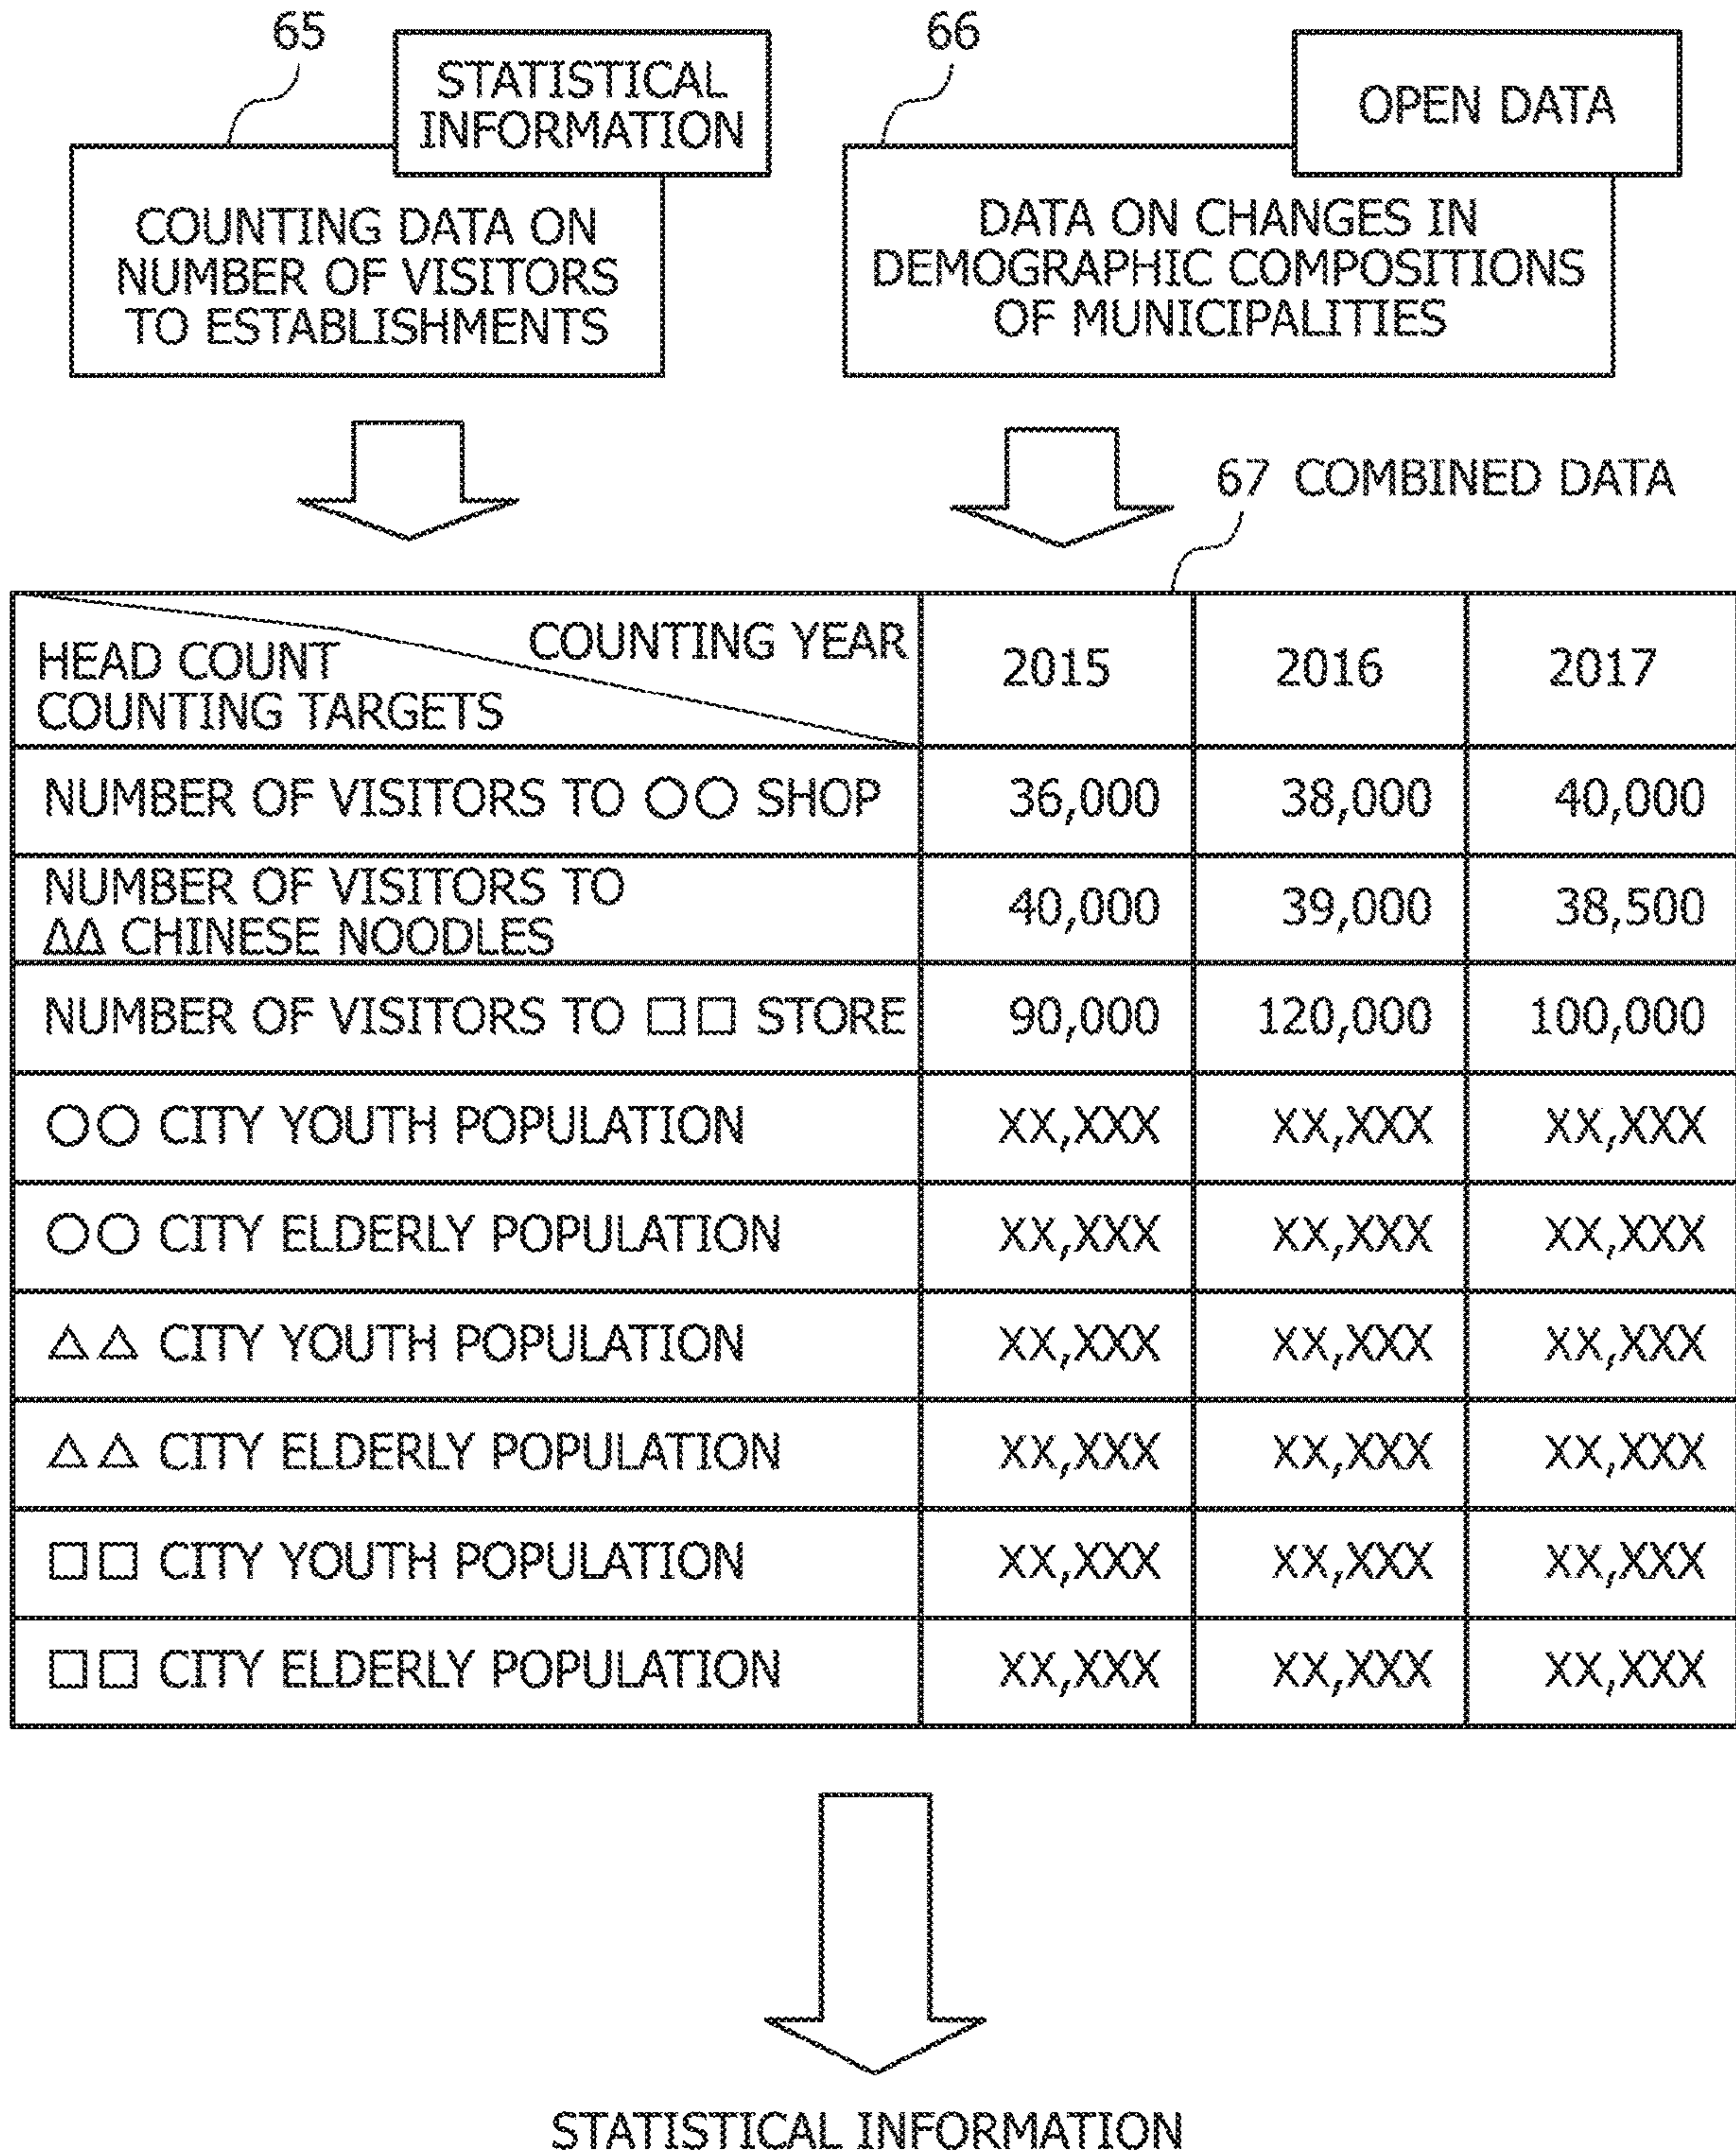 65
STATISTICAL
INFORMATION
COUNTING DATA ON
NUMBER OF VISITORS
TO ESTABLISHMENTS
66
OPEN DATA
DATA ON CHANGES IN
DEMOGRAPHIC COMPOSITIONS
OF MUNICIPALITIES
67 COMBINED DATA
COUNTING YEAR
HEAD COUNT
COUNTING TARGETS
2015 2016 2017
NUMBER OF VISITORS TO ○○ SHOP 36,000 38,000 40,000
NUMBER OF VISITORS TO
△△ CHINESE NOODLES 40,000 39,000 38,500
NUMBER OF VISITORS TO □□ STORE 90,000 120,000 100,000
○○ CITY YOUTH POPULATION XX,XXX XX,XXX XX,XXX
○○ CITY ELDERLY POPULATION XX,XXX XX,XXX XX,XXX
△△ CITY YOUTH POPULATION XX,XXX XX,XXX XX,XXX
△△ CITY ELDERLY POPULATION XX,XXX XX,XXX XX,XXX
□□ CITY YOUTH POPULATION XX,XXX XX,XXX XX,XXX
□□ CITY ELDERLY POPULATION XX,XXX XX,XXX XX,XXX
STATISTICAL INFORMATION